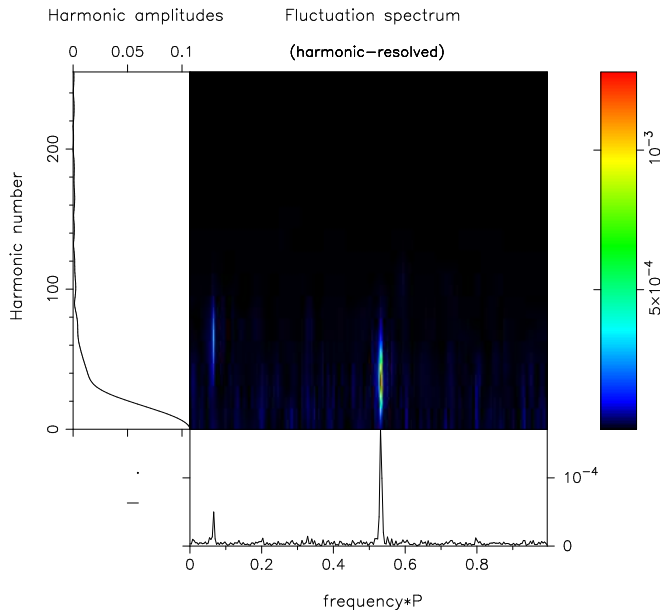 Harmonic amplitudes
Fluctuation spectrum
(harmonic-resolved)
0 0.05 0.1
Harmonic number
200
100
0
10⁻³
5×10⁻⁴
10⁻⁴
0
0 0.2 0.4 0.6 0.8
frequency*P